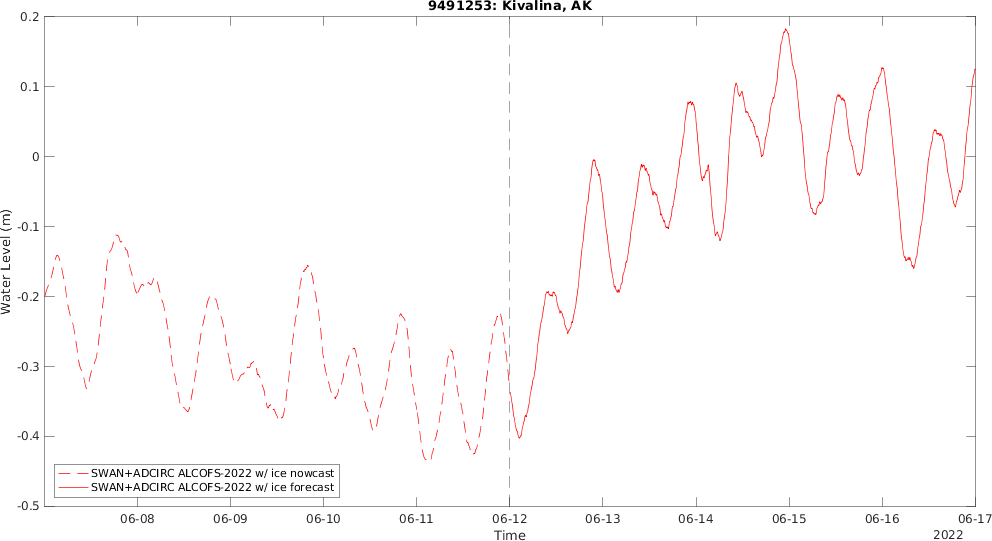 9491253: Kivalina, AK
0.2
0.1
0
-0.1
-0.2
-0.3
-0.4
-0.5
Water Level (m)
SWAN+ADCIRC ALCOFS-2022 w/ ice nowcast
SWAN+ADCIRC ALCOFS-2022 w/ ice forecast
06-08 06-09 06-10 06-11 06-12 06-13 06-14 06-15 06-16 06-17
Time
2022